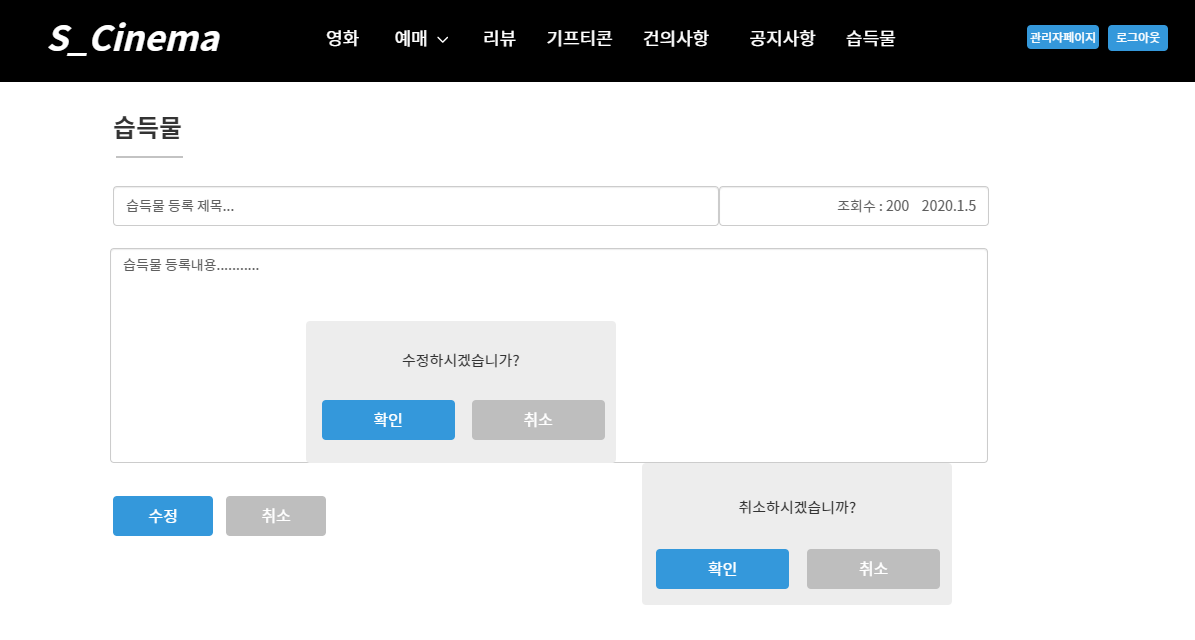 S_Cinema 영화 예매 리뷰 기프티콘 건의사항 공지사항 습득물 관리자페이지 로그아웃
습득물
습득물 등록 제목... 조회수 : 200 2020.1.5
습득물 등록내용...........
수정하시겠습니가?
확인 취소
수정 취소
취소하시겠습니까?
확인 취소